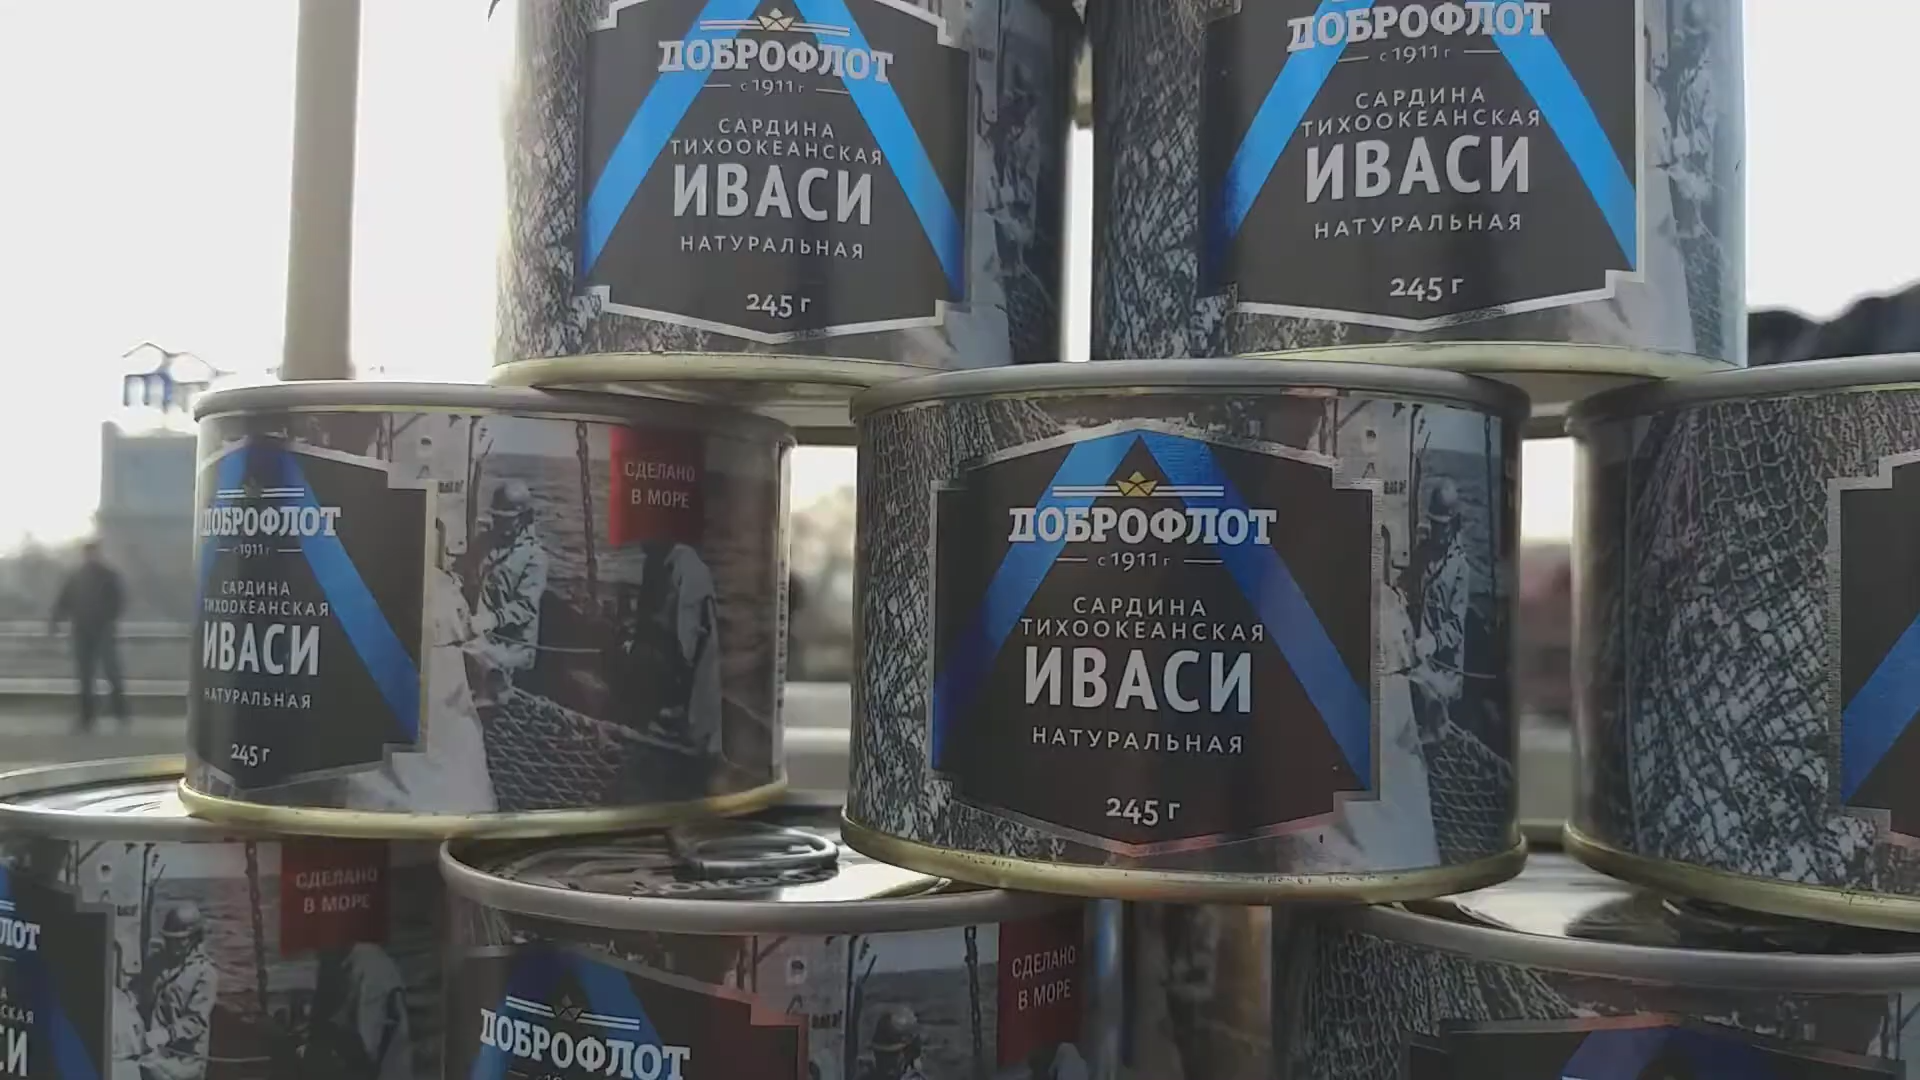 ДОБРОФЛОТ
с 1911 г
САРДИНА
ТИХООКЕАНСКАЯ
ИВАСИ
НАТУРАЛЬНАЯ
245 г
ДОБРОФЛОТ
с 1911 г
САРДИНА
ТИХООКЕАНСКАЯ
ИВАСИ
НАТУРАЛЬНАЯ
245 г
ДОБРОФЛОТ
с 1911 г
САРДИНА
ТИХООКЕАНСКАЯ
ИВАСИ
НАТУРАЛЬНАЯ
245 г
СДЕЛАНО
В МОРЕ
ДОБРОФЛОТ
с 1911 г
САРДИНА
ТИХООКЕАНСКАЯ
ИВАСИ
НАТУРАЛЬНАЯ
245 г
СДЕЛАНО
В МОРЕ
ДОБРОФЛОТ
СДЕЛАНО
В МОРЕ